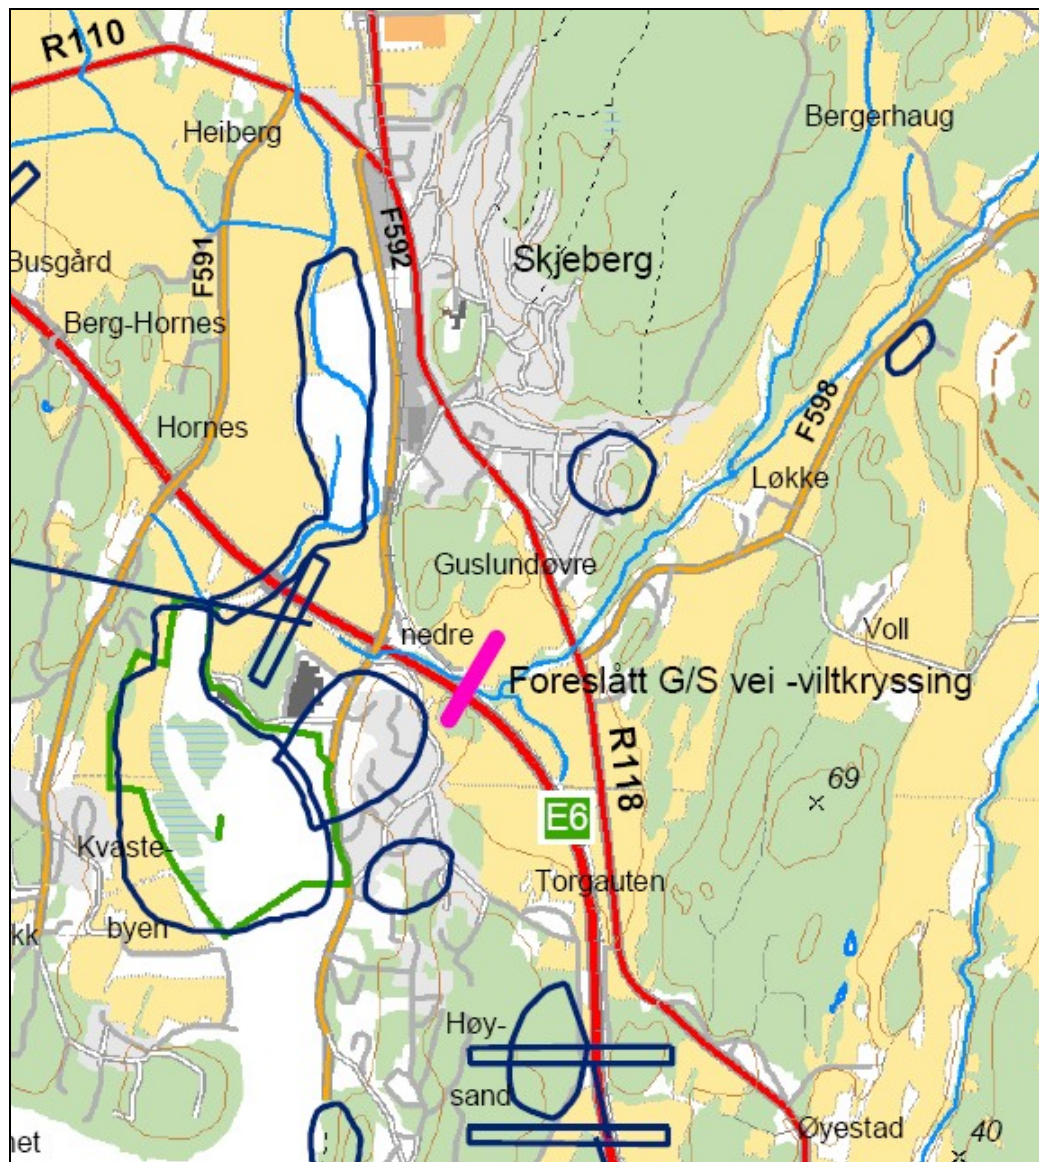 R110
Bergerhaug
Heiberg
F592
F591
Skjeberg
Busgård
Berg-Hornes
F598
Hornes
Løkke
Guslundøvre
nedre
Voll
Foreslått G/S vei -viltkryssing
R118
69
E6
Kvaste-
byen
Torgauten
kk
Høy-
sand
Øyestad
40
net